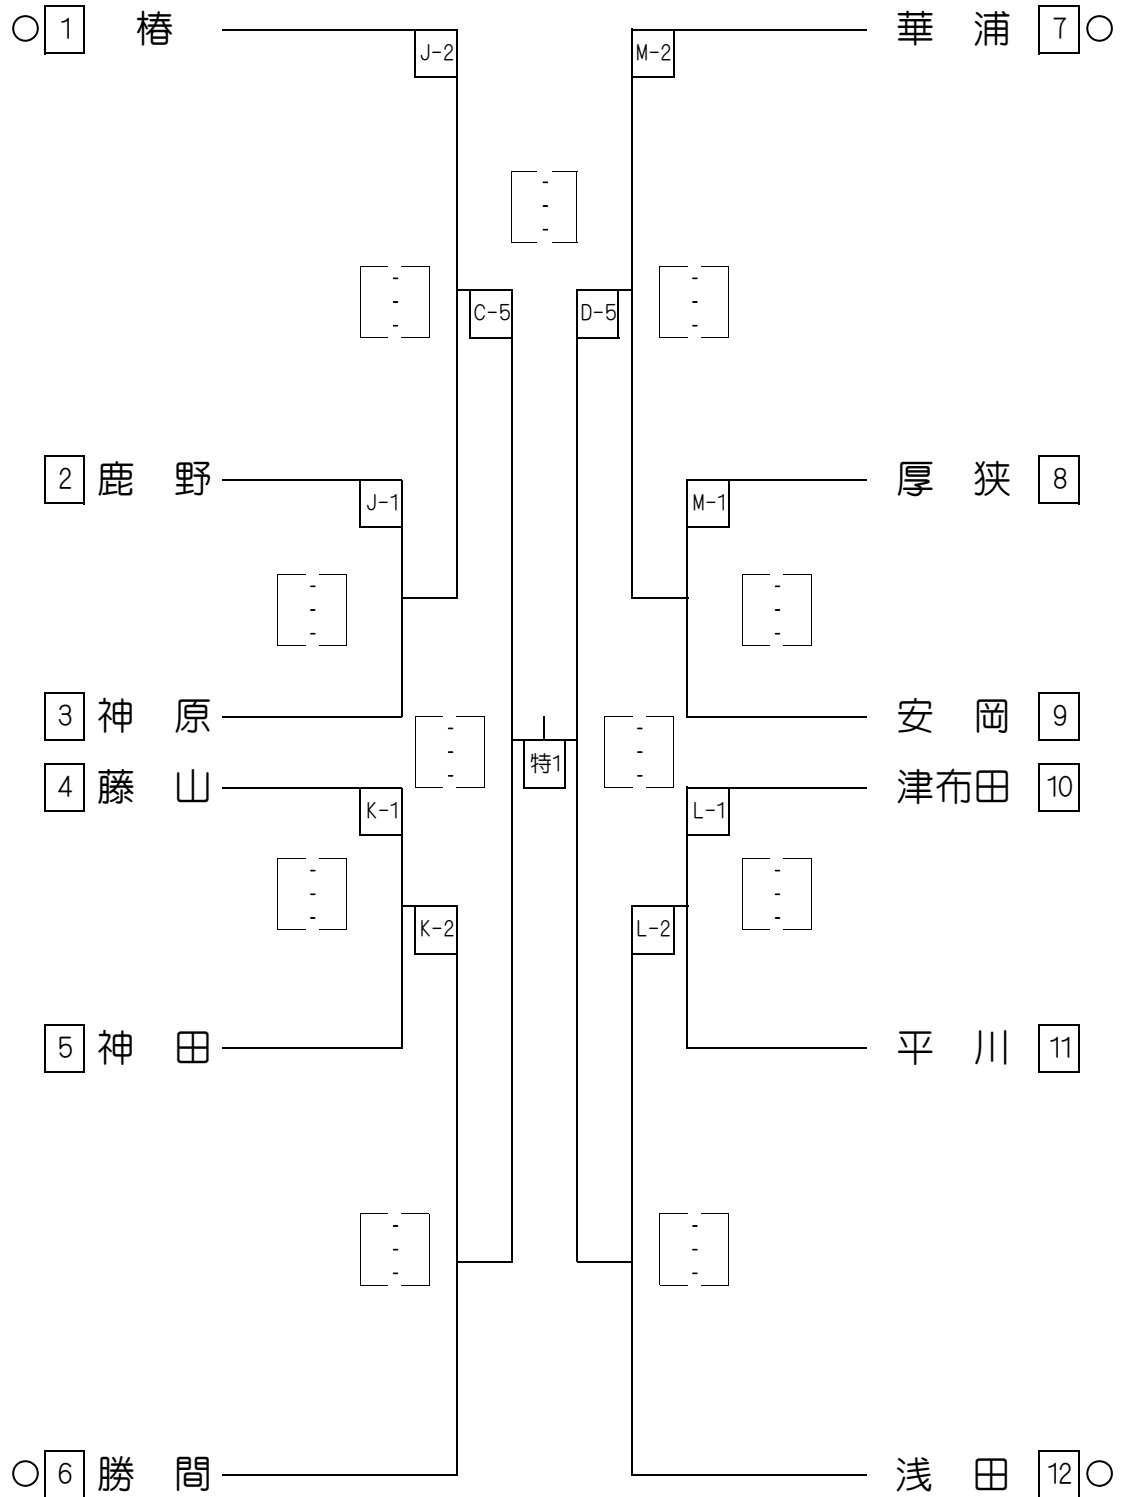 ○ 1 椿 華 浦 7 ○
J-2 M-2
-
-
-
- -
- -
- -
C-5 D-5
2 鹿 野 厚 狭 8
J-1 M-1
- -
- -
- -
3 神 原 安 岡 9
- -
- -
- -
特1
4 藤 山 津布田 10
K-1 L-1
- -
- -
- -
K-2 L-2
5 神 田 平 川 11
- -
- -
- -
○ 6 勝 間 浅 田 12 ○